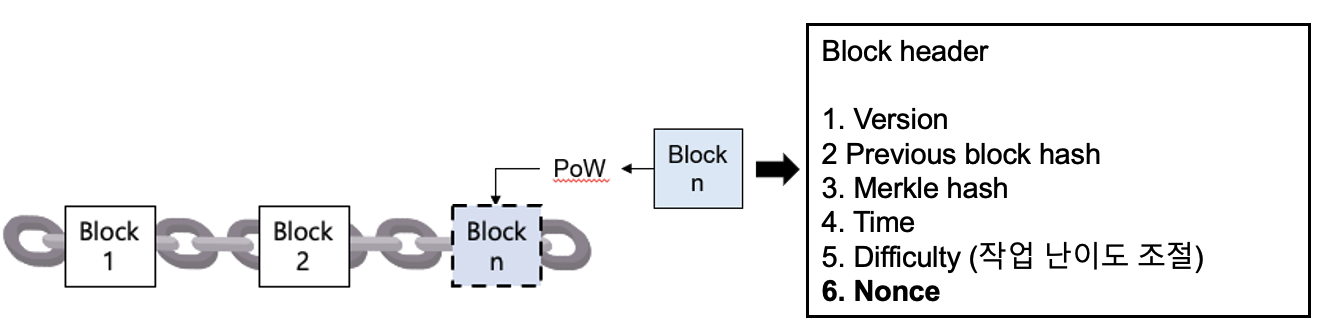 Block
1
Block
2
Block
n
PoW
Block
n
Block header
1. Version
2 Previous block hash
3. Merkle hash
4. Time
5. Difficulty (작업 난이도 조절)
6. Nonce